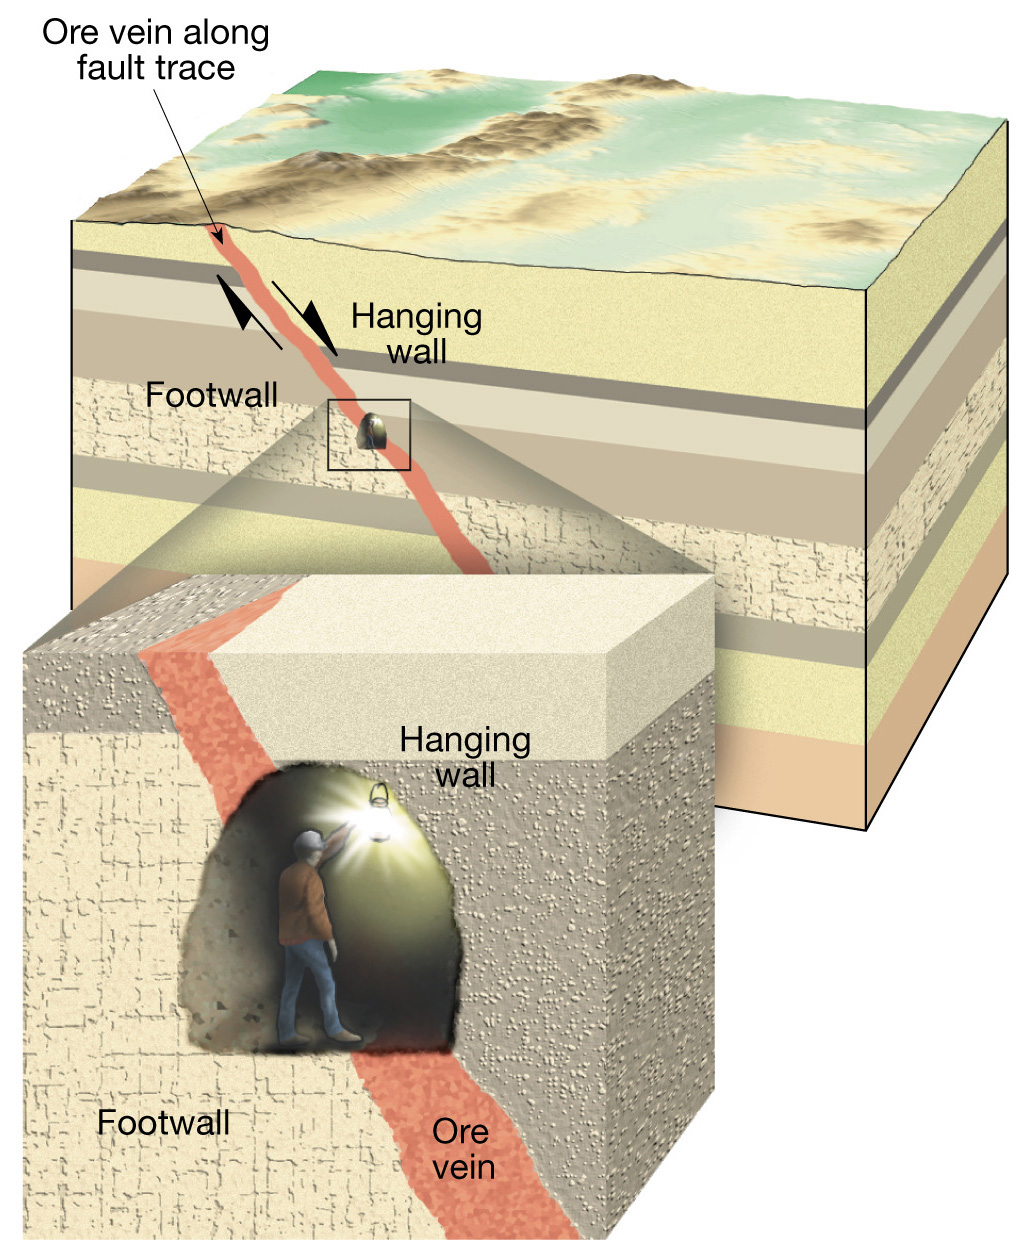 Ore vein along
fault trace
Hanging
wall
Footwall
Hanging
wall
Footwall
Ore
vein